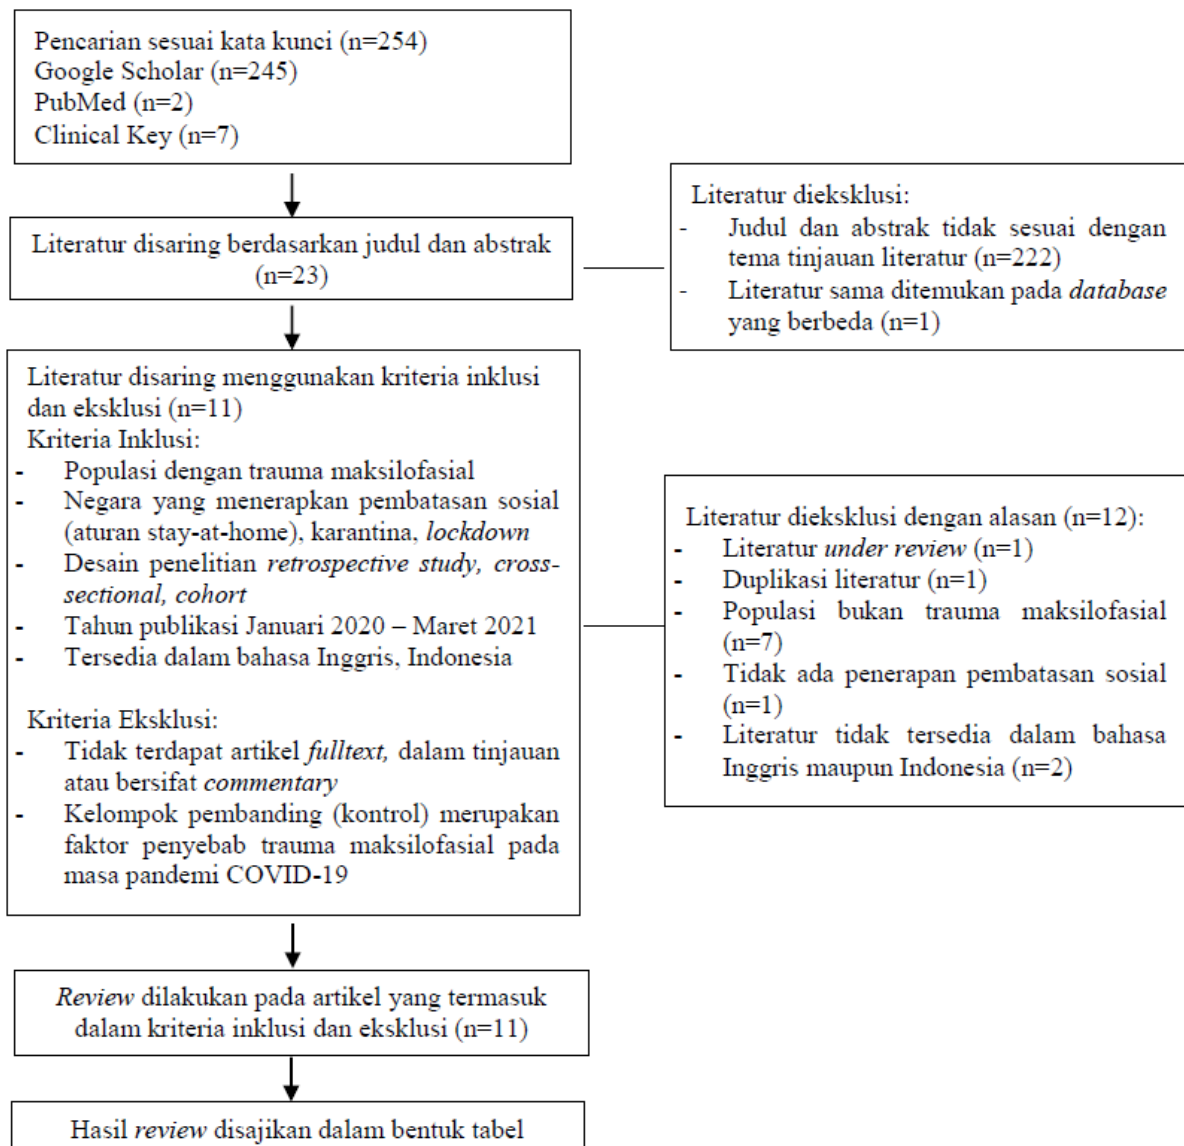 Pencarian sesuai kata kunci (n=254)
Google Scholar (n=245)
PubMed (n=2)
Clinical Key (n=7)
Literatur disaring berdasarkan judul dan abstrak
(n=23)
Literatur dieksklusi:
- Judul dan abstrak tidak sesuai dengan
tema tinjauan literatur (n=222)
- Literatur sama ditemukan pada database
yang berbeda (n=1)
Literatur disaring menggunakan kriteria inklusi
dan eksklusi (n=11)
Kriteria Inklusi:
- Populasi dengan trauma maksilofasial
- Negara yang menerapkan pembatasan sosial
(aturan stay-at-home), karantina, lockdown
- Desain penelitian retrospective study, cross-
sectional, cohort
- Tahun publikasi Januari 2020 – Maret 2021
- Tersedia dalam bahasa Inggris, Indonesia
Kriteria Eksklusi:
- Tidak terdapat artikel fulltext, dalam tinjauan
atau bersifat commentary
- Kelompok pembanding (kontrol) merupakan
faktor penyebab trauma maksilofasial pada
masa pandemi COVID-19
Literatur dieksklusi dengan alasan (n=12):
- Literatur under review (n=1)
- Duplikasi literatur (n=1)
- Populasi bukan trauma maksilofasial
(n=7)
- Tidak ada penerapan pembatasan sosial
(n=1)
- Literatur tidak tersedia dalam bahasa
Inggris maupun Indonesia (n=2)
Review dilakukan pada artikel yang termasuk
dalam kriteria inklusi dan eksklusi (n=11)
Hasil review disajikan dalam bentuk tabel